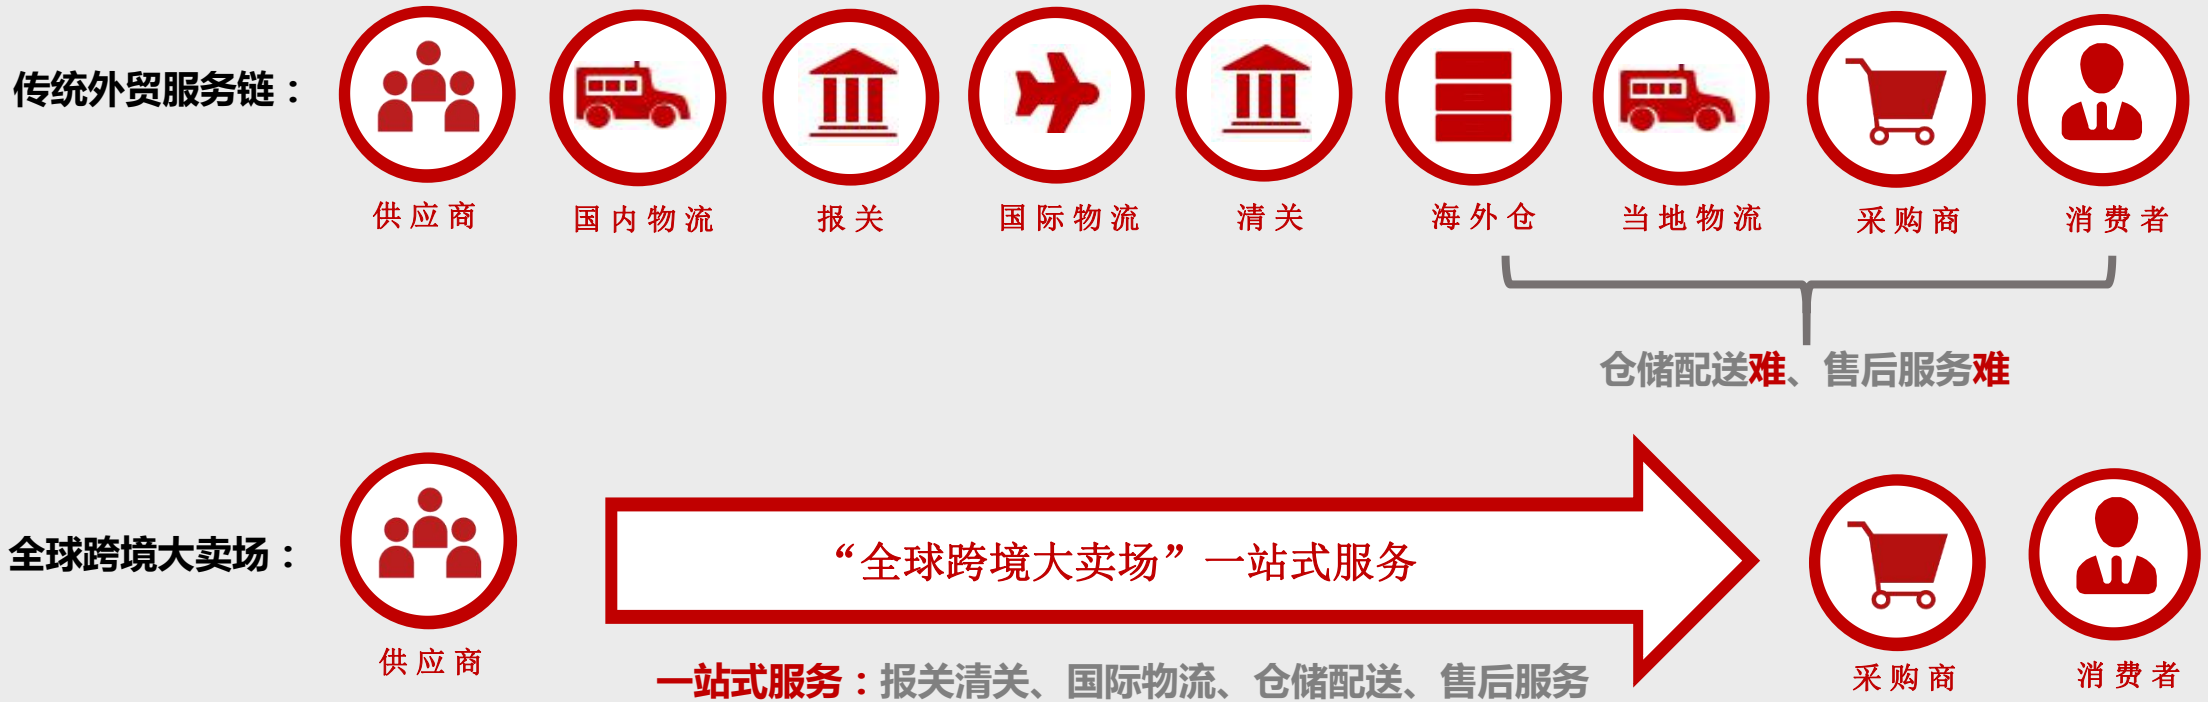 传统外贸服务链：
供应商
国内物流
报关
国际物流
清关
海外仓
当地物流
采购商
消费者
仓储配送难、售后服务难
全球跨境大卖场：
“全球跨境大卖场”一站式服务
供应商
一站式服务：报关清关、国际物流、仓储配送、售后服务
采购商
消费者